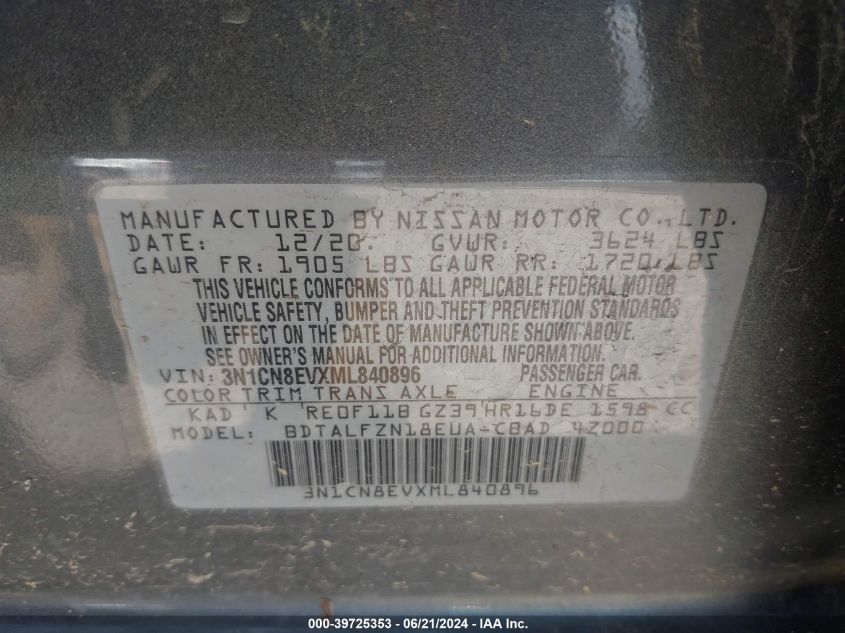 MANUFACTURED BY NISSAN MOTOR CO., LTD.
DATE: 12/20 GVWR: 3624 LBS
GAWR FR: 1905 LBS GAWR RR: 1720 LBS
THIS VEHICLE CONFORMS TO ALL APPLICABLE FEDERAL MOTOR
VEHICLE SAFETY, BUMPER AND THEFT PREVENTION STANDARDS
IN EFFECT ON THE DATE OF MANUFACTURE SHOWN ABOVE.
SEE OWNER'S MANUAL FOR ADDITIONAL INFORMATION.
VIN: 3N1CN8EVXML840896 PASSENGER CAR
COLOR TRIM TRANS AXLE ENGINE
KAD K RE0F11B GZ39 HR16DE 1598 CC
MODEL: BDTALFZN18EUA-CBAD 4Z000
3N1CN8EVXML840896
000-39725353 - 06/21/2024 - IAA Inc.